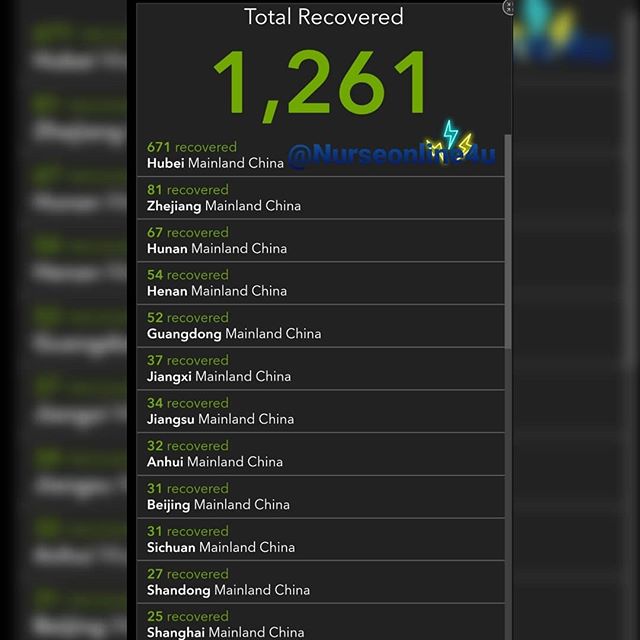 Total Recovered
1,261
671 recovered
Hubei Mainland China
@Nurseonline4u
81 recovered
Zhejiang Mainland China
67 recovered
Hunan Mainland China
54 recovered
Henan Mainland China
52 recovered
Guangdong Mainland China
37 recovered
Jiangxi Mainland China
34 recovered
Jiangsu Mainland China
32 recovered
Anhui Mainland China
31 recovered
Beijing Mainland China
31 recovered
Sichuan Mainland China
27 recovered
Shandong Mainland China
25 recovered
Shanghai Mainland China